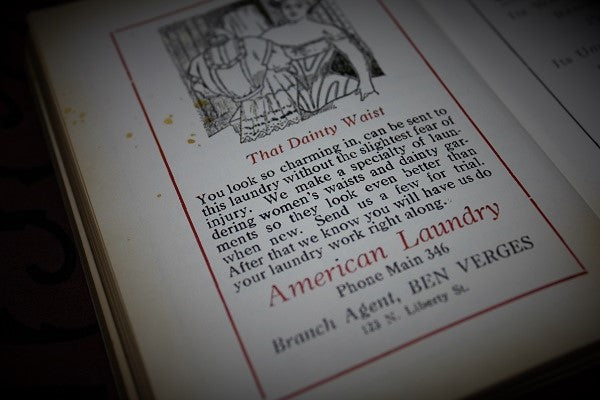 That Dainty Waist
You look so charming in, can be sent to
this laundry without the slightest fear of
injury. We make a specialty of laun-
dering women's waists and dainty gar-
ments so they look even better than
when new. Send us a few for trial.
After that we know you will have us do
your laundry work right along.
American Laundry
Phone Main 346
Branch Agent, BEN VERGES
123 N. Liberty St.
Its W
Its Um